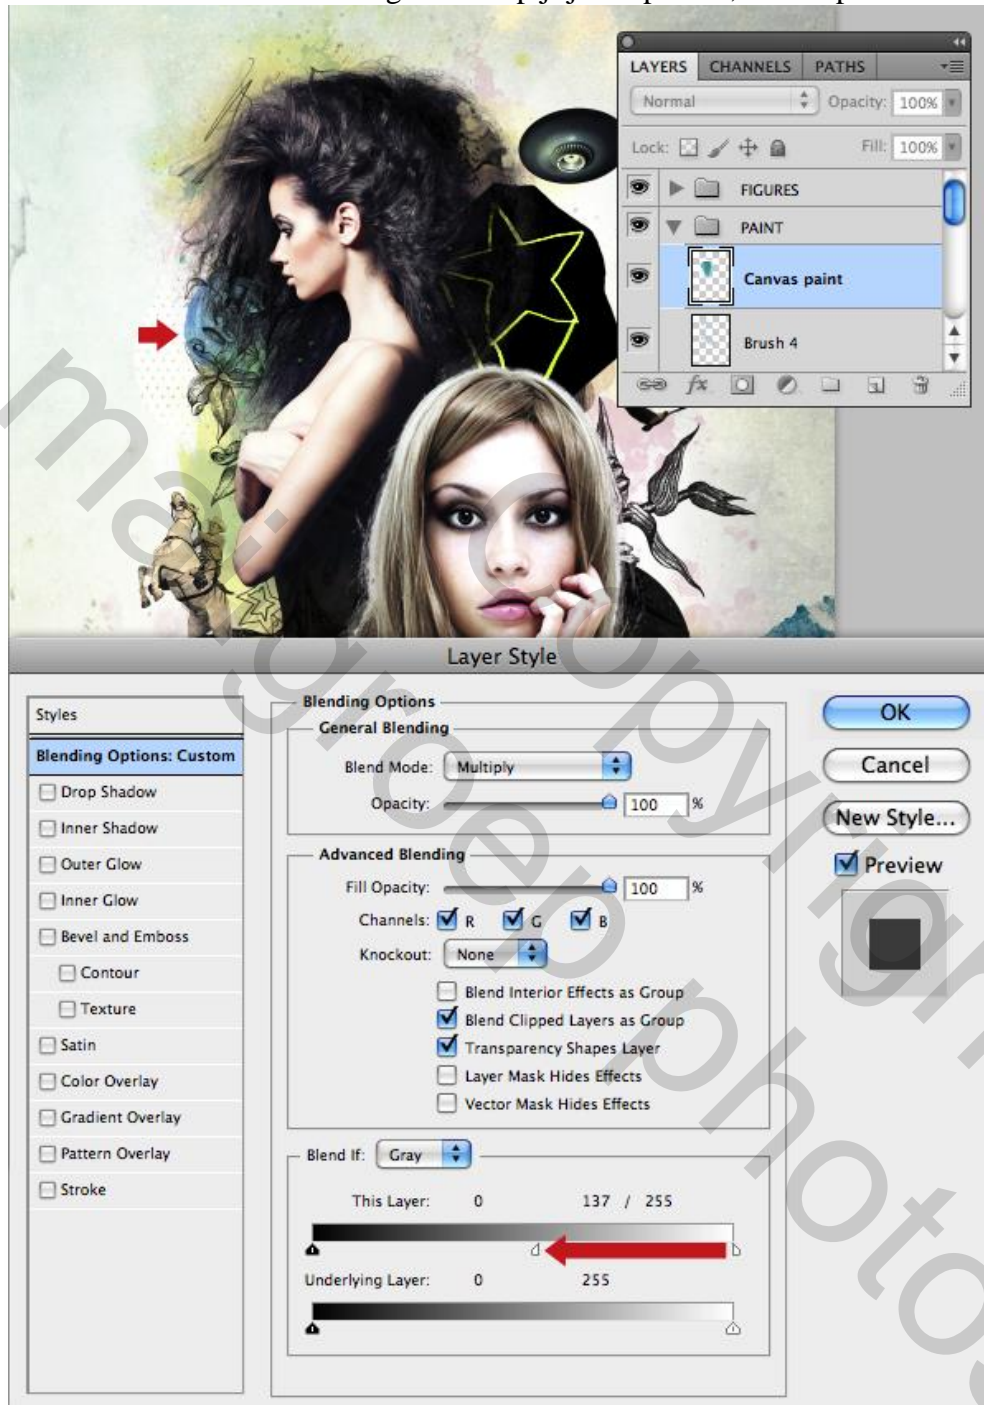 LAYERS CHANNELS PATHS
Normal Opacity: 100%
Lock: Fill: 100%
FIGURES
PAINT
Canvas paint
Brush 4
Layer Style
Styles
Blending Options: Custom
Drop Shadow
Inner Shadow
Outer Glow
Inner Glow
Bevel and Emboss
Contour
Texture
Satin
Color Overlay
Gradient Overlay
Pattern Overlay
Stroke
Blending Options
General Blending
Blend Mode: Multiply
Opacity: 100 %
Advanced Blending
Fill Opacity: 100 %
Channels: R G B
Knockout: None
Blend Interior Effects as Group
Blend Clipped Layers as Group
Transparency Shapes Layer
Layer Mask Hides Effects
Vector Mask Hides Effects
Blend If: Gray
This Layer: 0 137 / 255
Underlying Layer: 0 255
OK
Cancel
New Style...
Preview